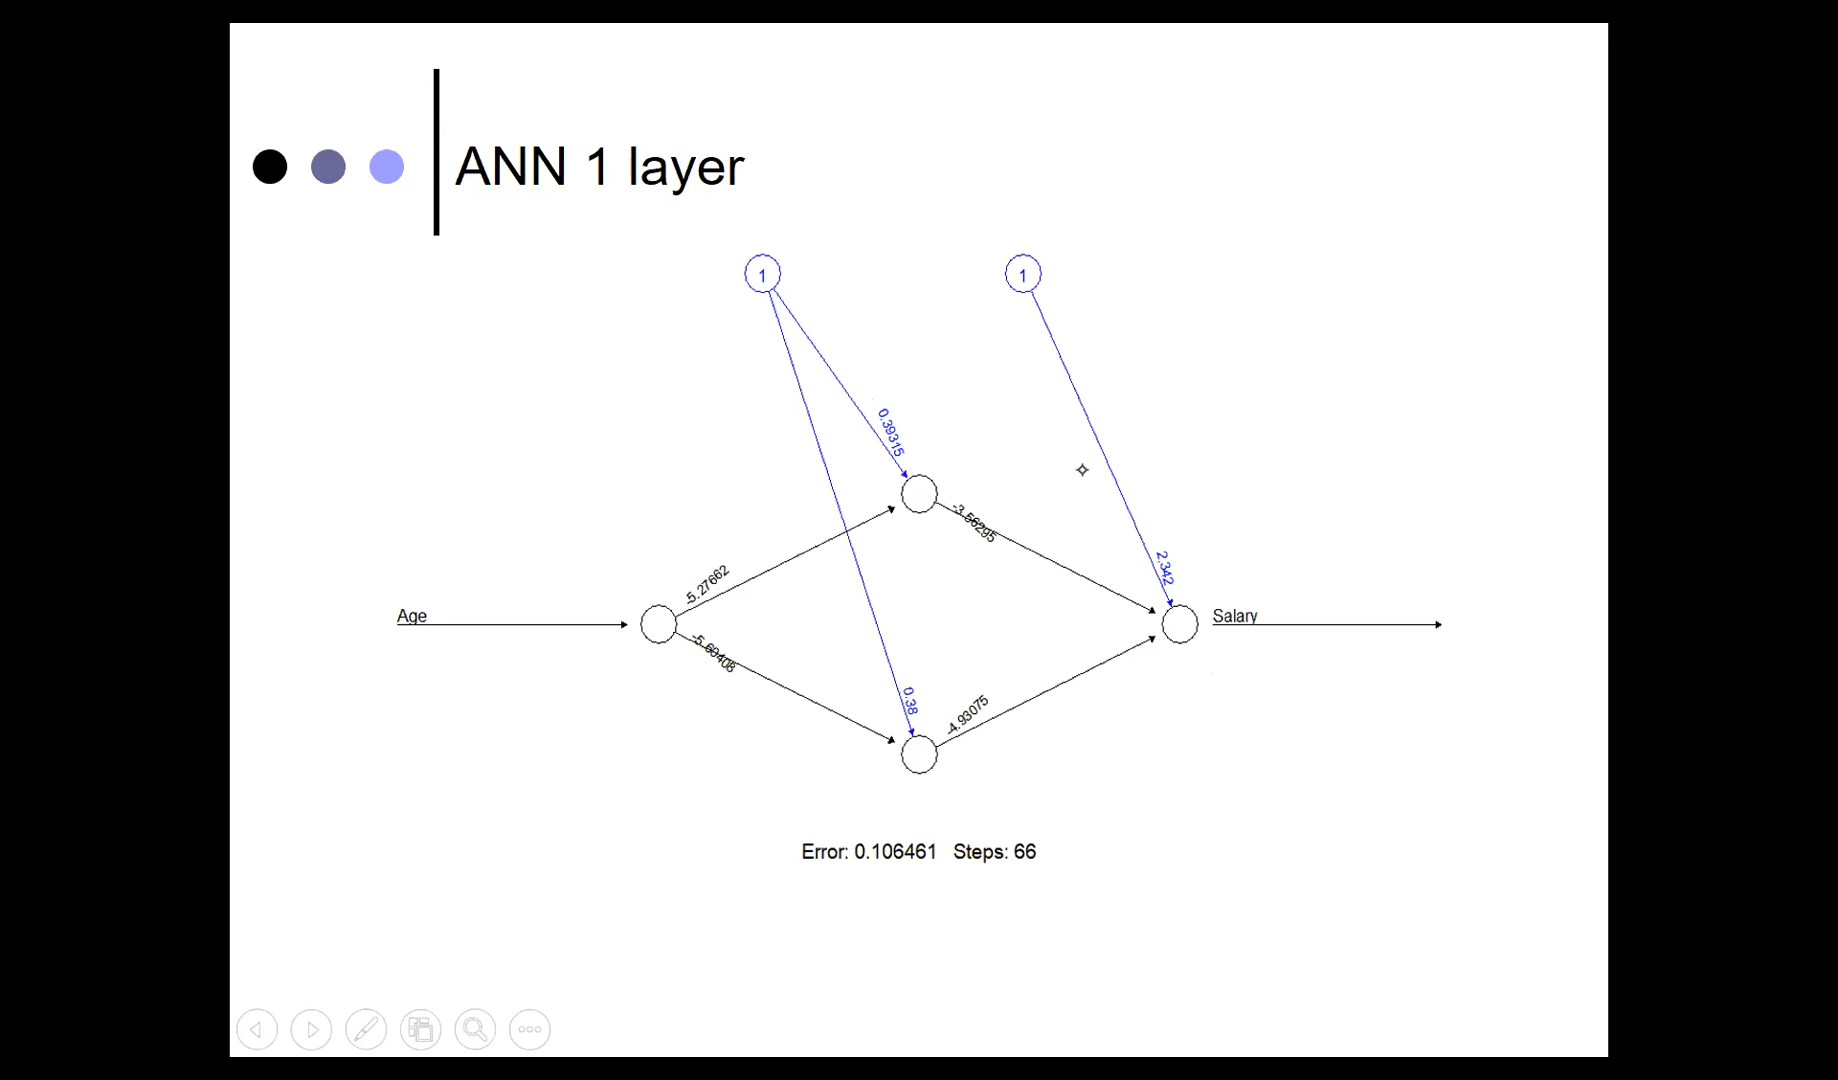 ANN 1 layer
1
1
0.39315
-3.56295
2.342
-5.27662
Age
Salary
0.38
-4.93075
Error: 0.106461 Steps: 66